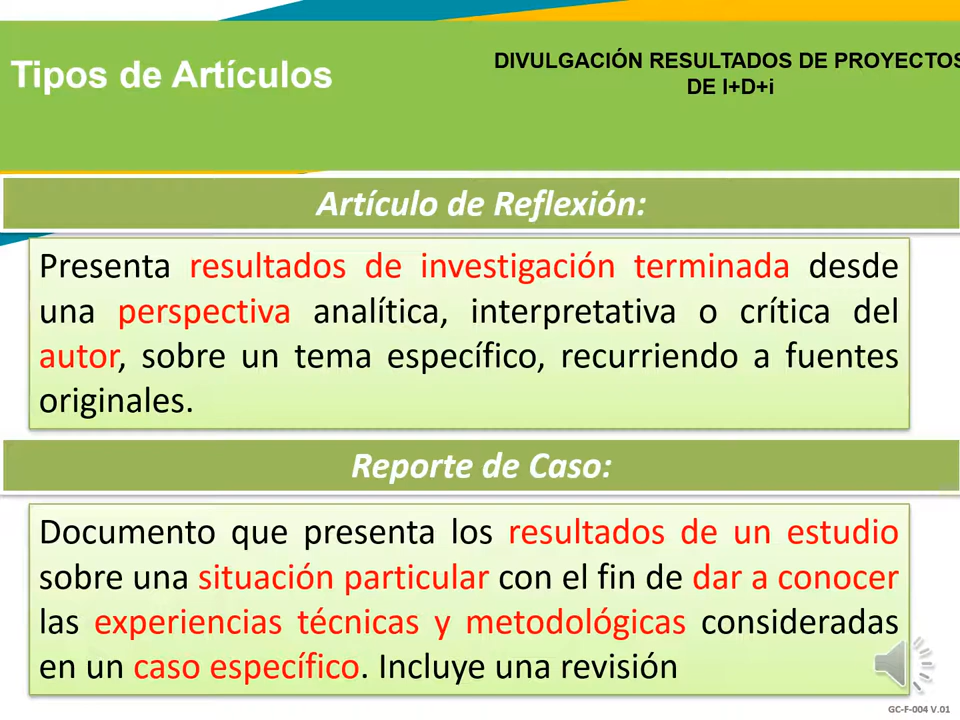 Tipos de Artículos
DIVULGACIÓN RESULTADOS DE PROYECTOS
DE I+D+i
Artículo de Reflexión:
Presenta resultados de investigación terminada desde
una perspectiva analítica, interpretativa o crítica del
autor, sobre un tema específico, recurriendo a fuentes
originales.
Reporte de Caso:
Documento que presenta los resultados de un estudio
sobre una situación particular con el fin de dar a conocer
las experiencias técnicas y metodológicas consideradas
en un caso específico. Incluye una revisión
GC-F-004 V.01